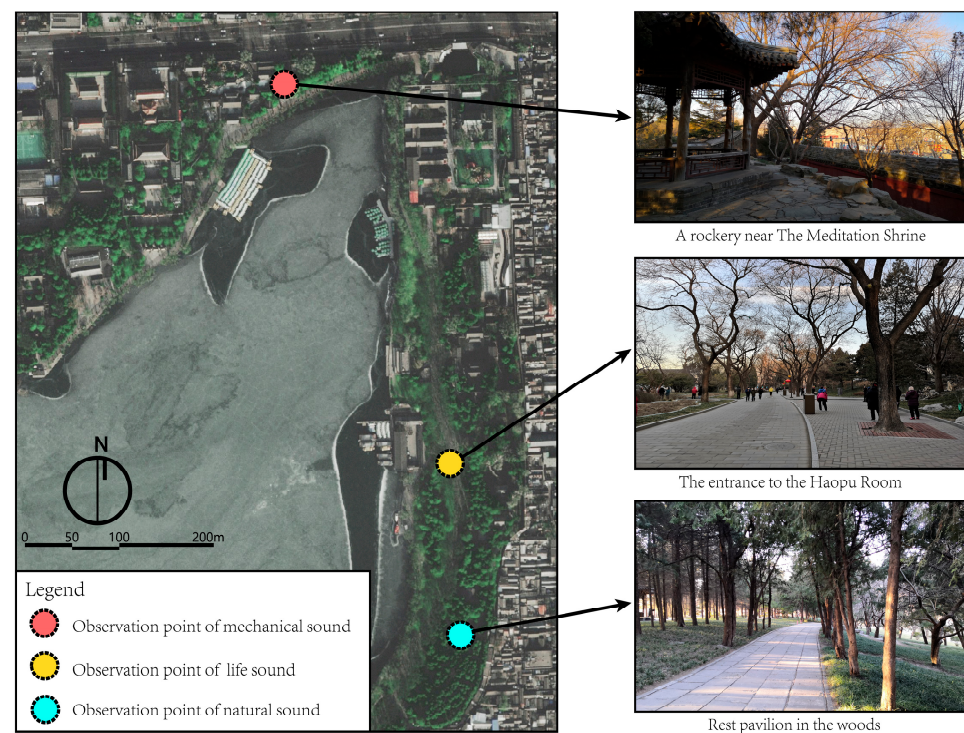 A rockery near The Meditation Shrine
The entrance to the Haopu Room
N
0 50 100 200m
Legend
Observation point of mechanical sound
Observation point of life sound
Observation point of natural sound
Rest pavilion in the woods